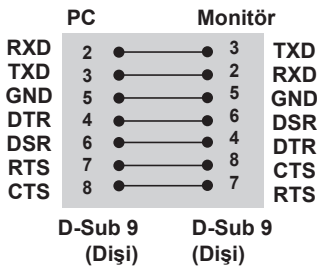 PC Monitör
RXD 2 3 TXD
TXD 3 2 RXD
GND 5 5 GND
DTR 4 6 DSR
DSR 6 4 DTR
RTS 7 8 CTS
CTS 8 7 RTS
D-Sub 9 D-Sub 9
(Dişi) (Dişi)